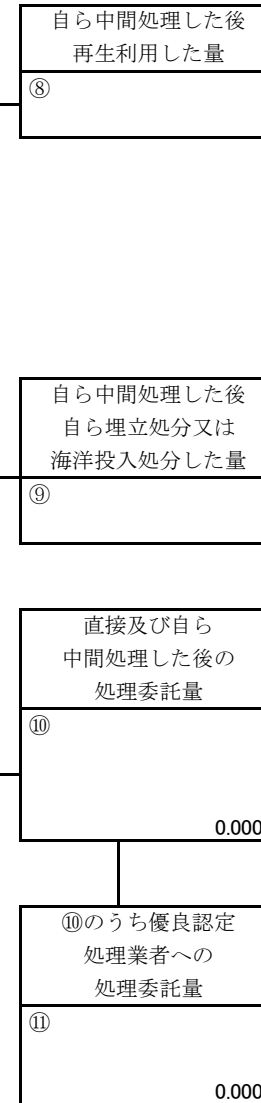 自ら中間処理した後
再生利用した量
⑧
自ら中間処理した後
自ら埋立処分又は
海洋投入処分した量
⑨
直接及び自ら
中間処理した後の
処理委託量
⑩
0.000
⑩のうち優良認定
処理業者への
処理委託量
⑪
0.000